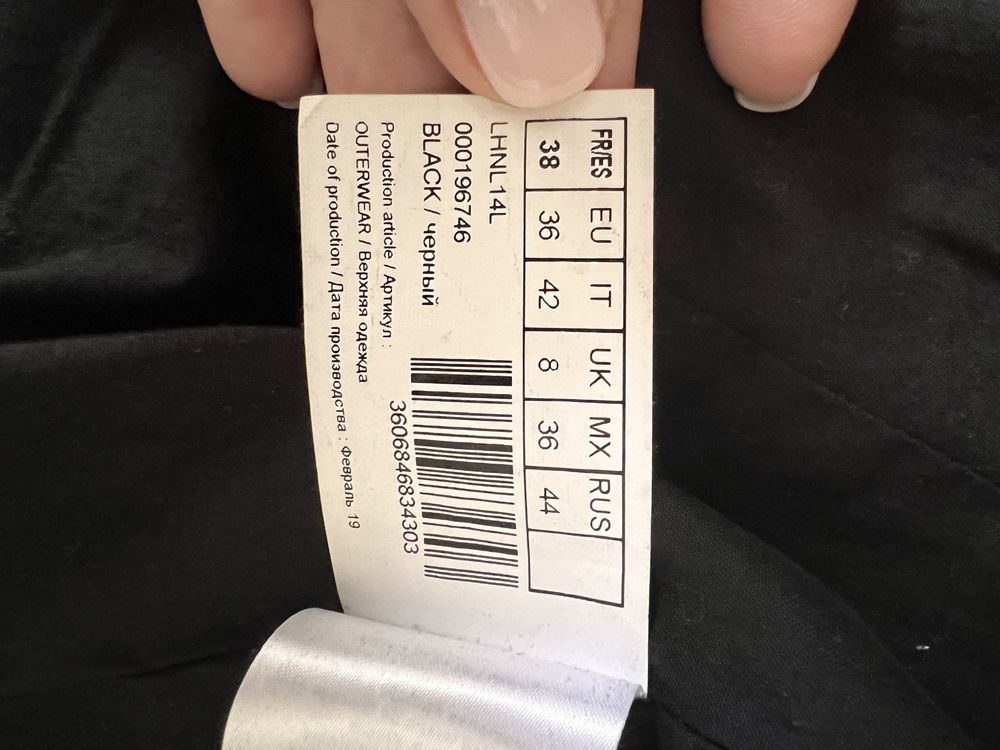 FR/ES EU IT UK MX RUS
38 36 42 8 36 44
LHNL14L
000196746
BLACK / черный
3606846834303
Production article / Артикул :
OUTERWEAR / Верхняя одежда
Date of production / Дата производства : Февраль 19